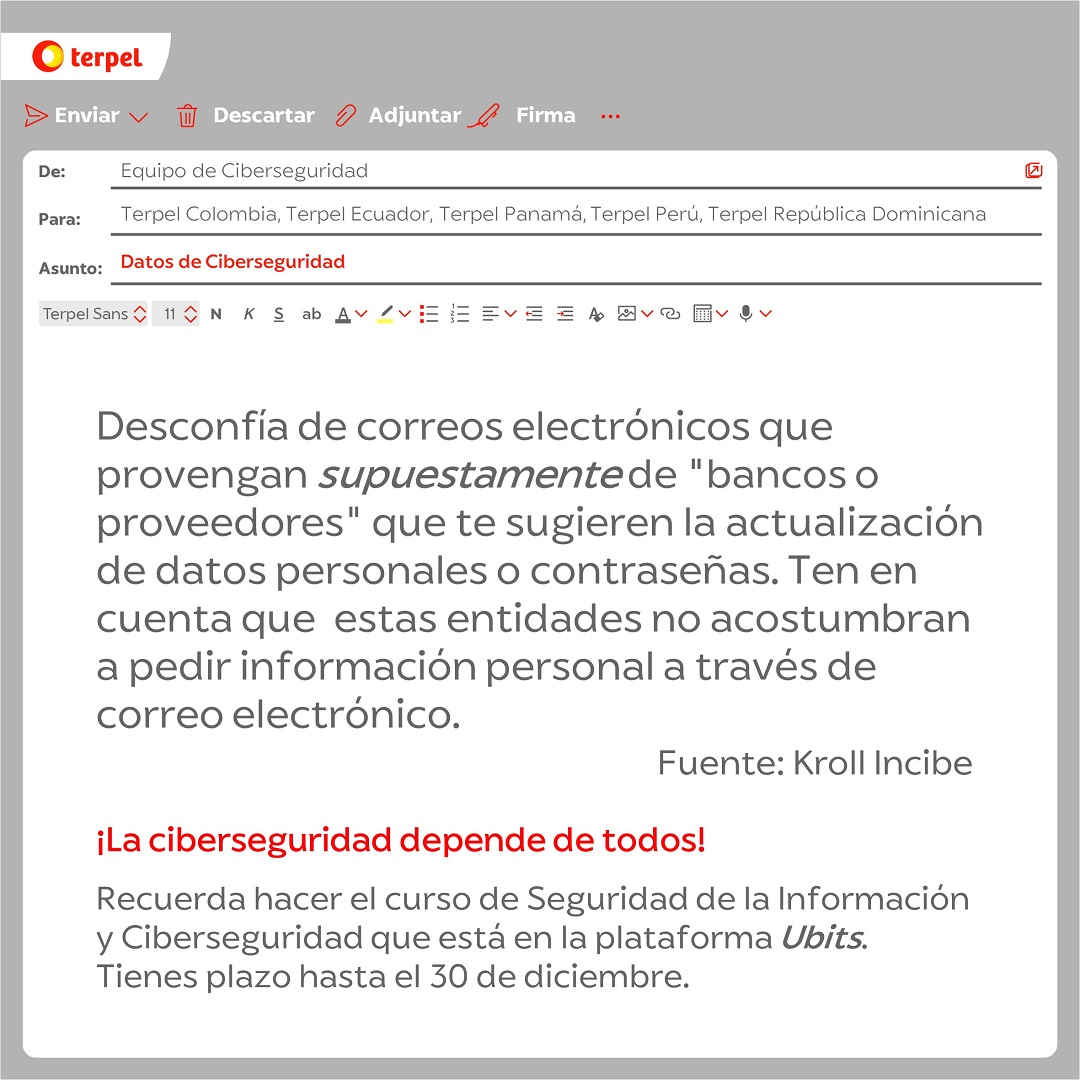 terpel
Enviar Descartar Adjuntar Firma ...
De: Equipo de Ciberseguridad
Para: Terpel Colombia, Terpel Ecuador, Terpel Panamá, Terpel Perú, Terpel República Dominicana
Asunto: Datos de Ciberseguridad
Terpel Sans 11 N K S ab A
Desconfía de correos electrónicos que
provengan supuestamente de "bancos o
proveedores" que te sugieren la actualización
de datos personales o contraseñas. Ten en
cuenta que estas entidades no acostumbran
a pedir información personal a través de
correo electrónico.
Fuente: Kroll Incibe
¡La ciberseguridad depende de todos!
Recuerda hacer el curso de Seguridad de la Información
y Ciberseguridad que está en la plataforma Ubits.
Tienes plazo hasta el 30 de diciembre.